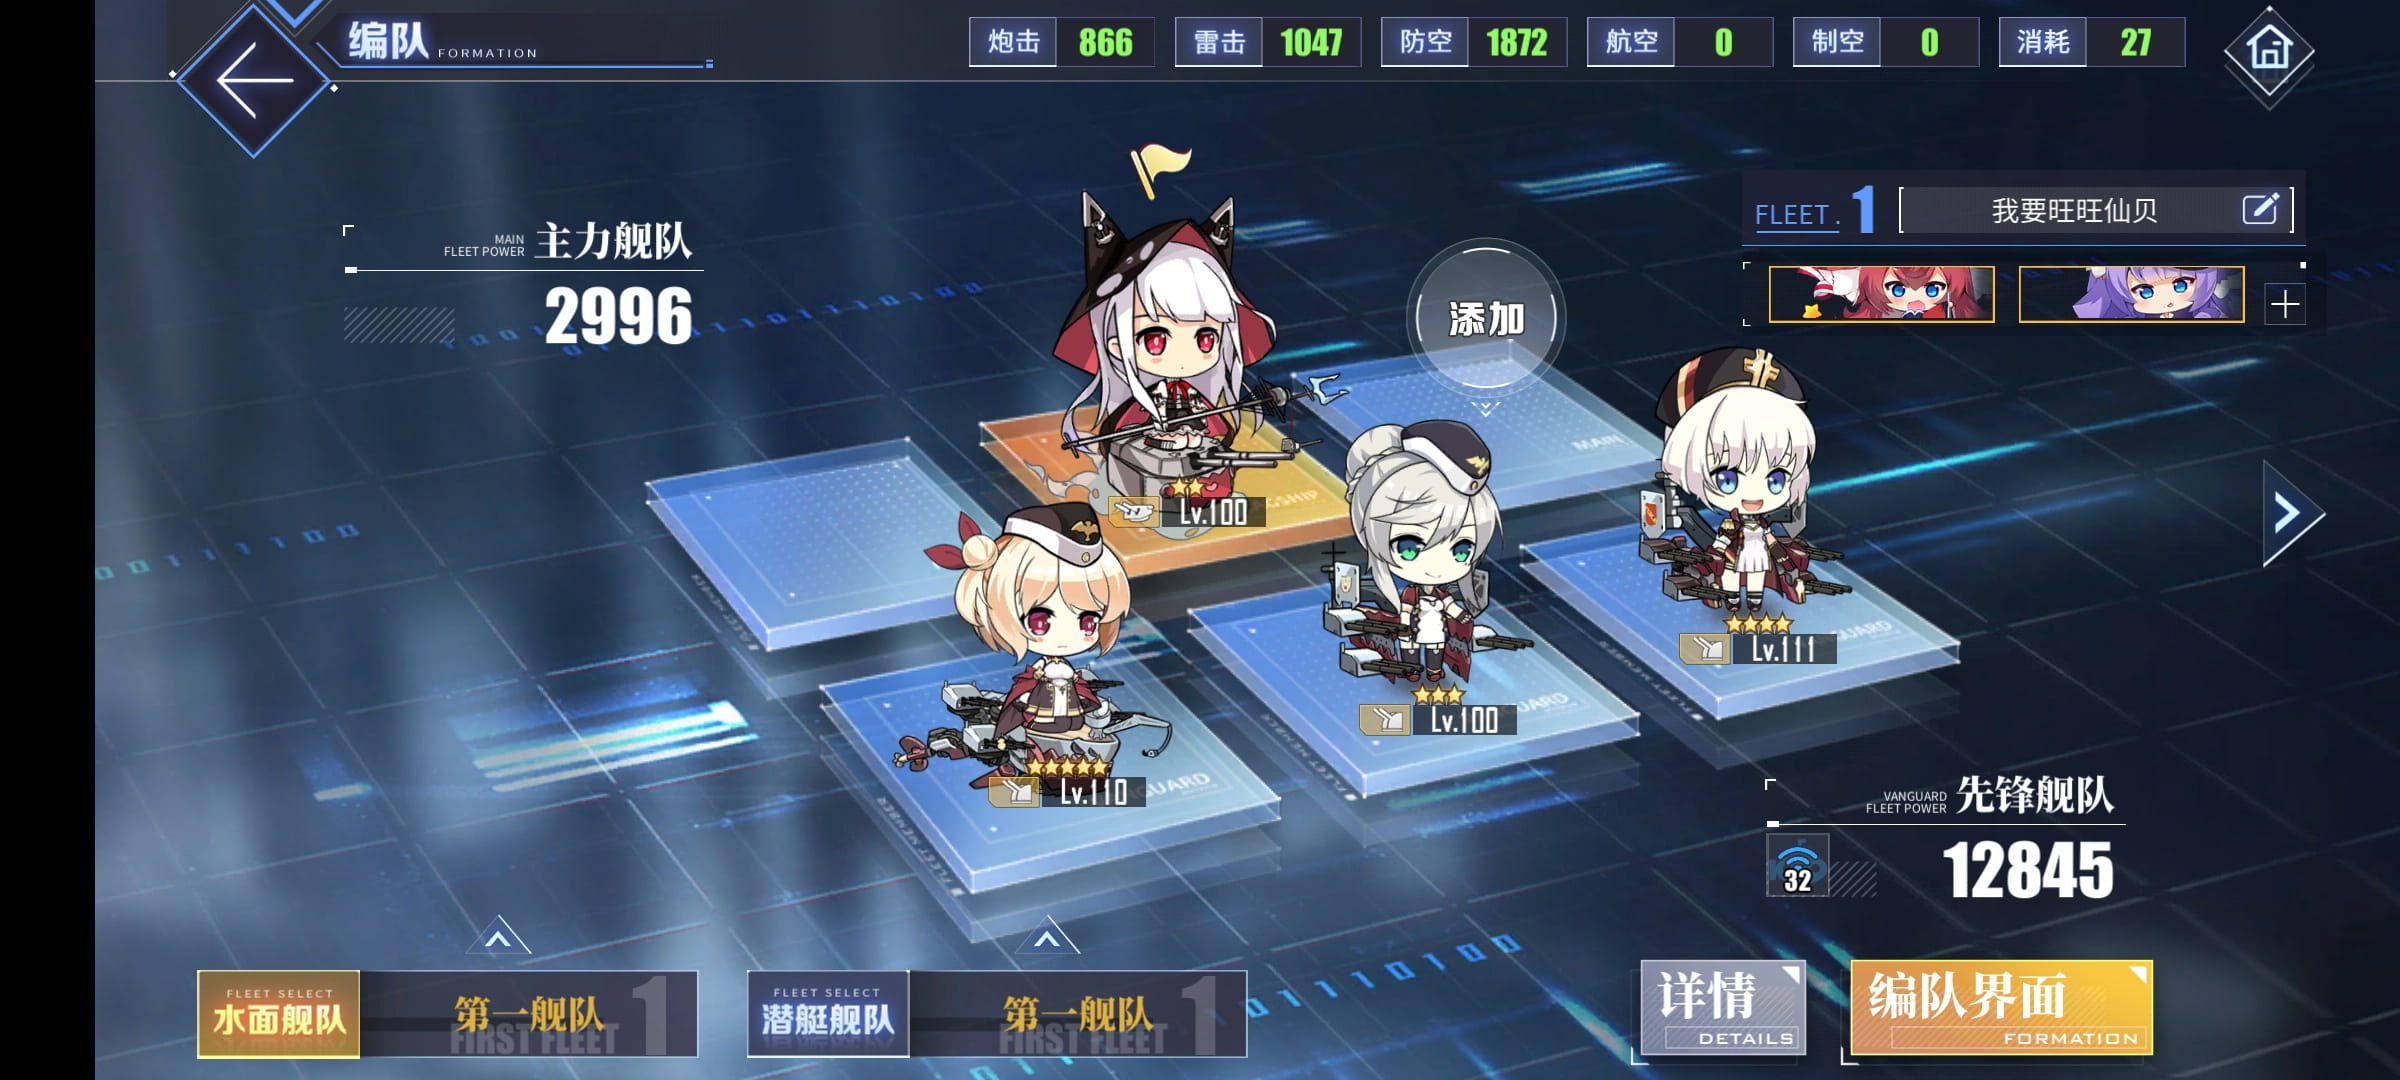 编队 FORMATION
炮击 866 雷击 1047 防空 1872 航空 0 制空 0 消耗 27
MAIN
FLEET POWER 主力舰队
2996
FLEET. 1 我要旺旺仙贝
添加
MAIN
Lv.100
Lv.111
Lv.100
Lv.110
VANGUARD
FLEET POWER 先锋舰队
32
12845
FLEET SELECT
水面舰队
第一舰队 1
FIRST FLEET
FLEET SELECT
潜艇舰队
第一舰队 1
FIRST FLEET
详情
DETAILS
编队界面
FORMATION